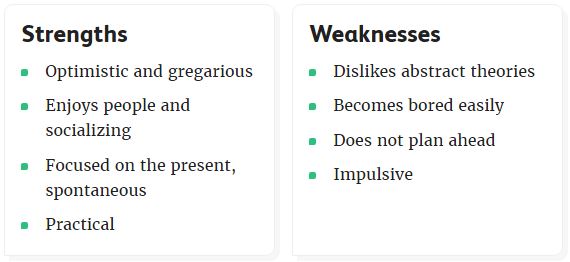 Strengths
Optimistic and gregarious
Enjoys people and
socializing
Focused on the present,
spontaneous
Practical
Weaknesses
Dislikes abstract theories
Becomes bored easily
Does not plan ahead
Impulsive